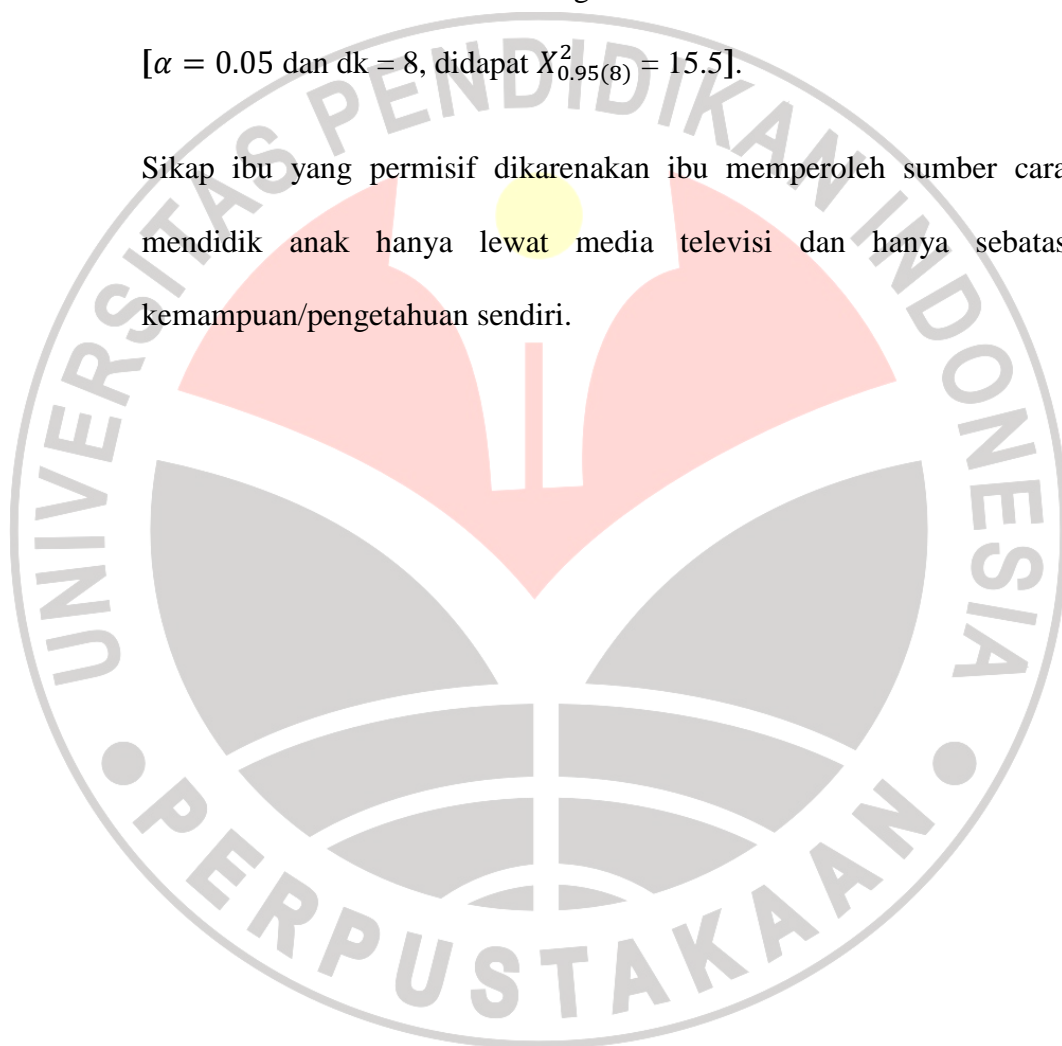 [α = 0.05 dan dk = 8, didapat X²₀.₉₅₍₈₎ = 15.5].
Sikap ibu yang permisif dikarenakan ibu memperoleh sumber cara
mendidik anak hanya lewat media televisi dan hanya sebatas
kemampuan/pengetahuan sendiri.
UNIVERSITAS PENDIDIKAN INDONESIA
PERPUSTAKAAN